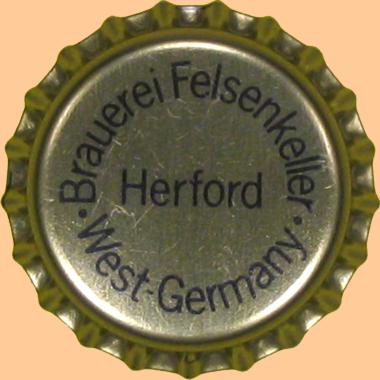 Brauerei Felsenkeller
Herford
· West-Germany ·